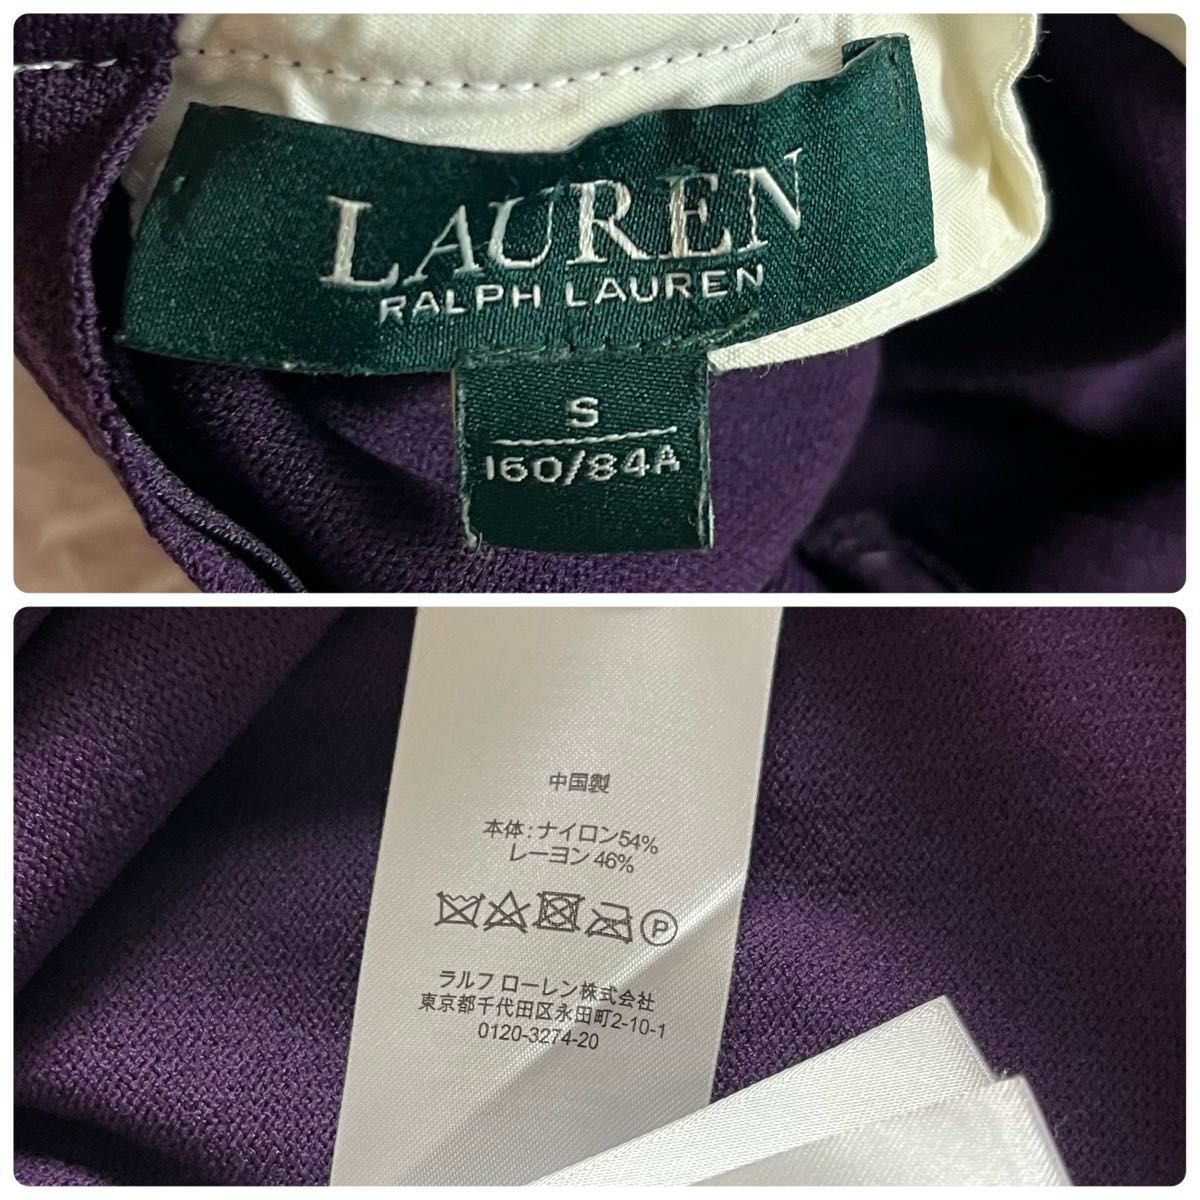 LAUREN
RALPH LAUREN
S
160/84A
中国製
本体:ナイロン54%
レーヨン46%
P
ラルフ ローレン株式会社
東京都千代田区永田町2-10-1
0120-3274-20